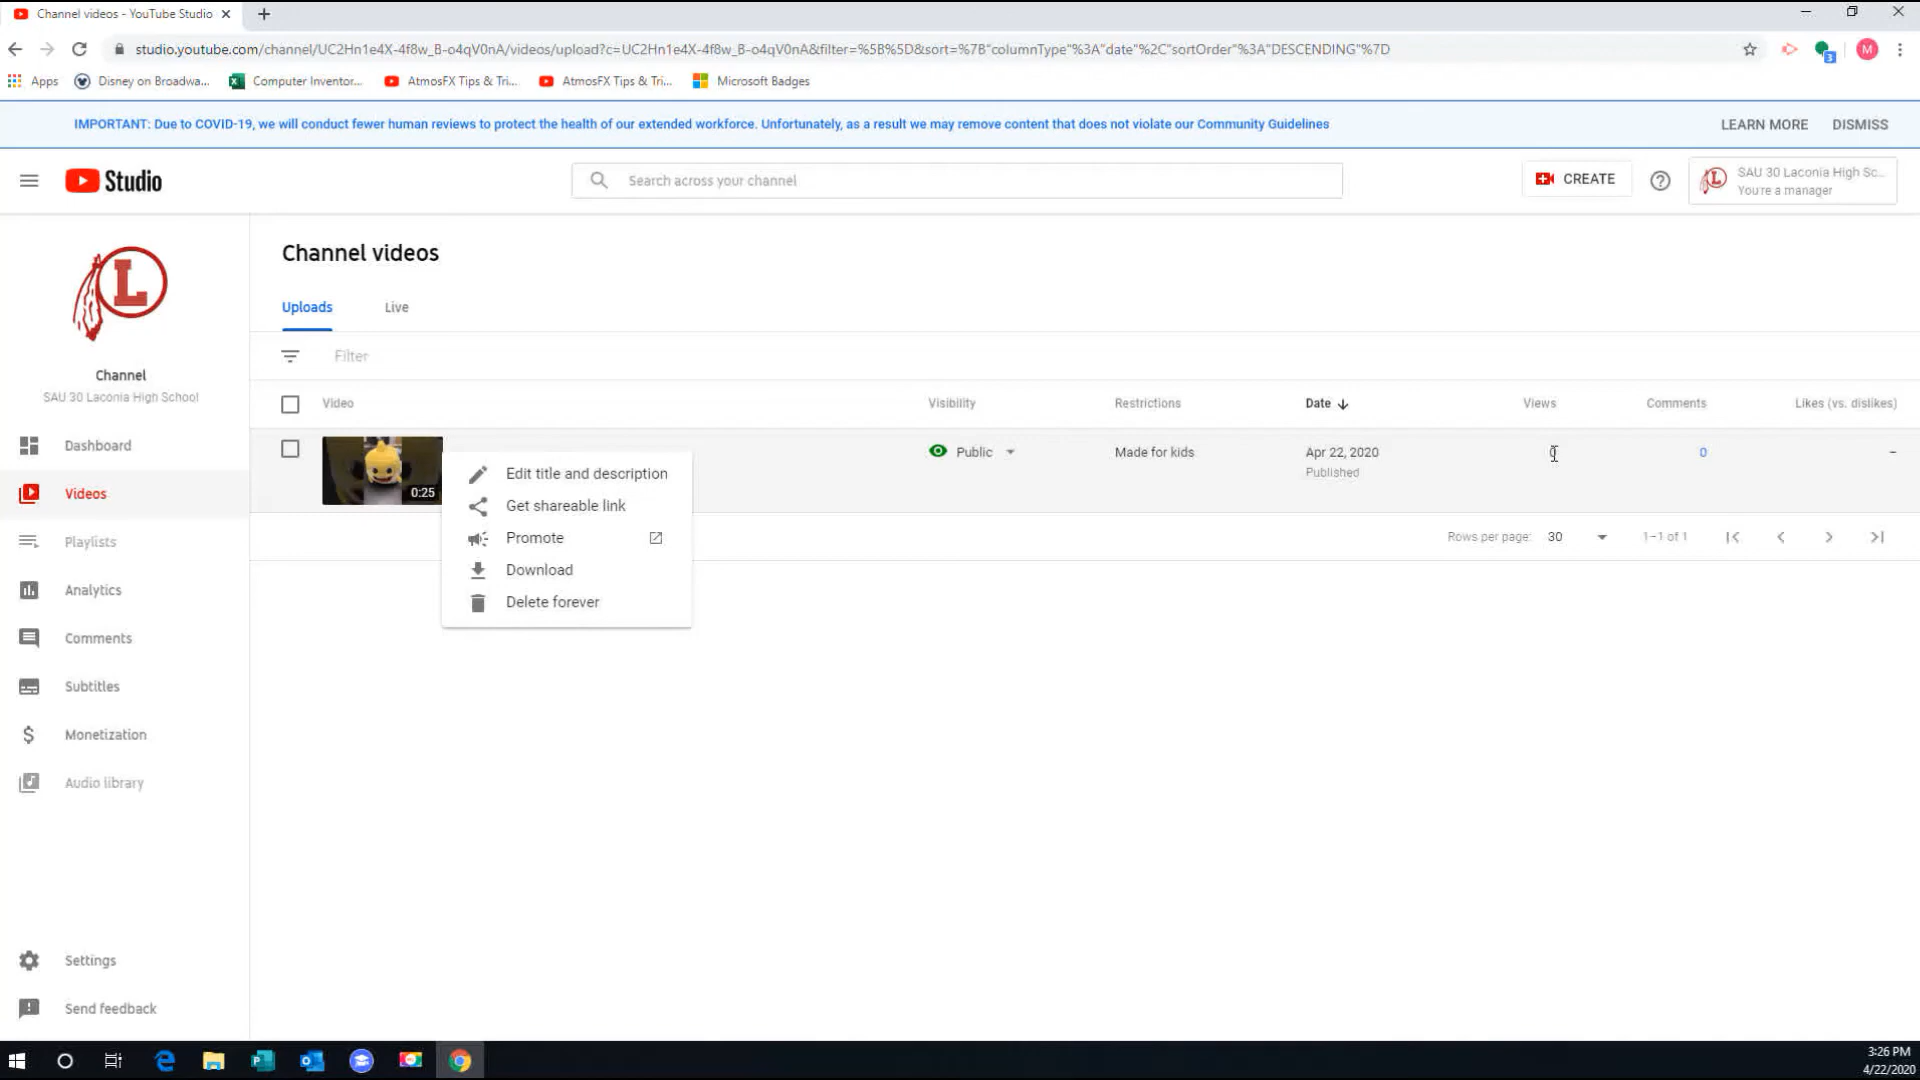 Channel videos - YouTube Studio
studio.youtube.com/channel/UC2Hn1e4X-4f8w_B-o4qV0nA/videos/upload?c=UC2Hn1e4X-4f8w_B-o4qV0nA&filter=%5B%5D&sort=%7B"columnType"%3A"date"%2C"sortOrder"%3A"DESCENDING"%7D
M
3
Apps
Disney on Broadwa...
Computer Inventor...
AtmosFX Tips & Tri...
AtmosFX Tips & Tri...
Microsoft Badges
IMPORTANT: Due to COVID-19, we will conduct fewer human reviews to protect the health of our extended workforce. Unfortunately, as a result we may remove content that does not violate our Community Guidelines
LEARN MORE
DISMISS
Studio
Search across your channel
CREATE
L
SAU 30 Laconia High Sc...
You're a manager
L
Channel
SAU 30 Laconia High School
Dashboard
Videos
Playlists
Analytics
Comments
Subtitles
Monetization
Audio library
Settings
Send feedback
Channel videos
Uploads
Live
Filter
Video
Visibility
Restrictions
Date
Views
Comments
Likes (vs. dislikes)
0:25
Edit title and description
Get shareable link
Promote
Download
Delete forever
Public
Made for kids
Apr 22, 2020
Published
0
0
–
Rows per page:
30
1–1 of 1
3:26 PM
4/22/2020